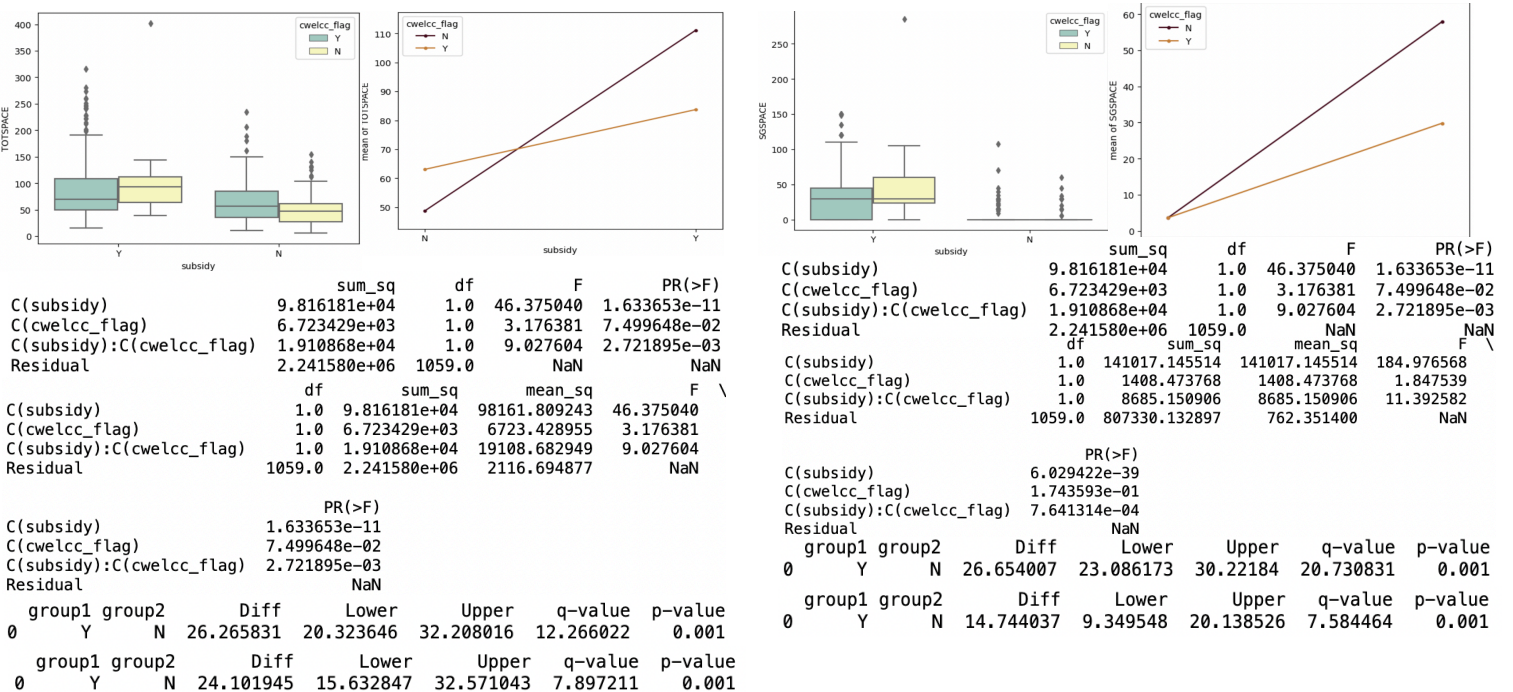 cwelcc_flag
Y
N
400
350
300
250
200
150
100
50
0
TOTSPACE
Y
N
subsidy
cwelcc_flag
N
Y
110
100
90
80
70
60
50
mean of TOTSPACE
N
Y
subsidy
sum_sq df F PR(>F)
C(subsidy) 9.816181e+04 1.0 46.375040 1.633653e-11
C(cwelcc_flag) 6.723429e+03 1.0 3.176381 7.499648e-02
C(subsidy):C(cwelcc_flag) 1.910868e+04 1.0 9.027604 2.721895e-03
Residual 2.241580e+06 1059.0 NaN NaN
df sum_sq mean_sq F \
C(subsidy) 1.0 9.816181e+04 98161.809243 46.375040
C(cwelcc_flag) 1.0 6.723429e+03 6723.428955 3.176381
C(subsidy):C(cwelcc_flag) 1.0 1.910868e+04 19108.682949 9.027604
Residual 1059.0 2.241580e+06 2116.694877 NaN
PR(>F)
C(subsidy) 1.633653e-11
C(cwelcc_flag) 7.499648e-02
C(subsidy):C(cwelcc_flag) 2.721895e-03
Residual NaN
group1 group2 Diff Lower Upper q-value p-value
0 Y N 26.265831 20.323646 32.208016 12.266022 0.001
group1 group2 Diff Lower Upper q-value p-value
0 Y N 24.101945 15.632847 32.571043 7.897211 0.001
cwelcc_flag
Y
N
250
200
150
100
50
0
SGSPACE
Y
N
subsidy
cwelcc_flag
N
Y
60
50
40
30
20
10
0
mean of SGSPACE
sum_sq df F PR(>F)
C(subsidy) 9.816181e+04 1.0 46.375040 1.633653e-11
C(cwelcc_flag) 6.723429e+03 1.0 3.176381 7.499648e-02
C(subsidy):C(cwelcc_flag) 1.910868e+04 1.0 9.027604 2.721895e-03
Residual 2.241580e+06 1059.0 NaN NaN
df sum_sq mean_sq F \
C(subsidy) 1.0 141017.145514 141017.145514 184.976568
C(cwelcc_flag) 1.0 1408.473768 1408.473768 1.847539
C(subsidy):C(cwelcc_flag) 1.0 8685.150906 8685.150906 11.392582
Residual 1059.0 807330.132897 762.351400 NaN
PR(>F)
C(subsidy) 6.029422e-39
C(cwelcc_flag) 1.743593e-01
C(subsidy):C(cwelcc_flag) 7.641314e-04
Residual NaN
group1 group2 Diff Lower Upper q-value p-value
0 Y N 26.654007 23.086173 30.22184 20.730831 0.001
group1 group2 Diff Lower Upper q-value p-value
0 Y N 14.744037 9.349548 20.138526 7.584464 0.001